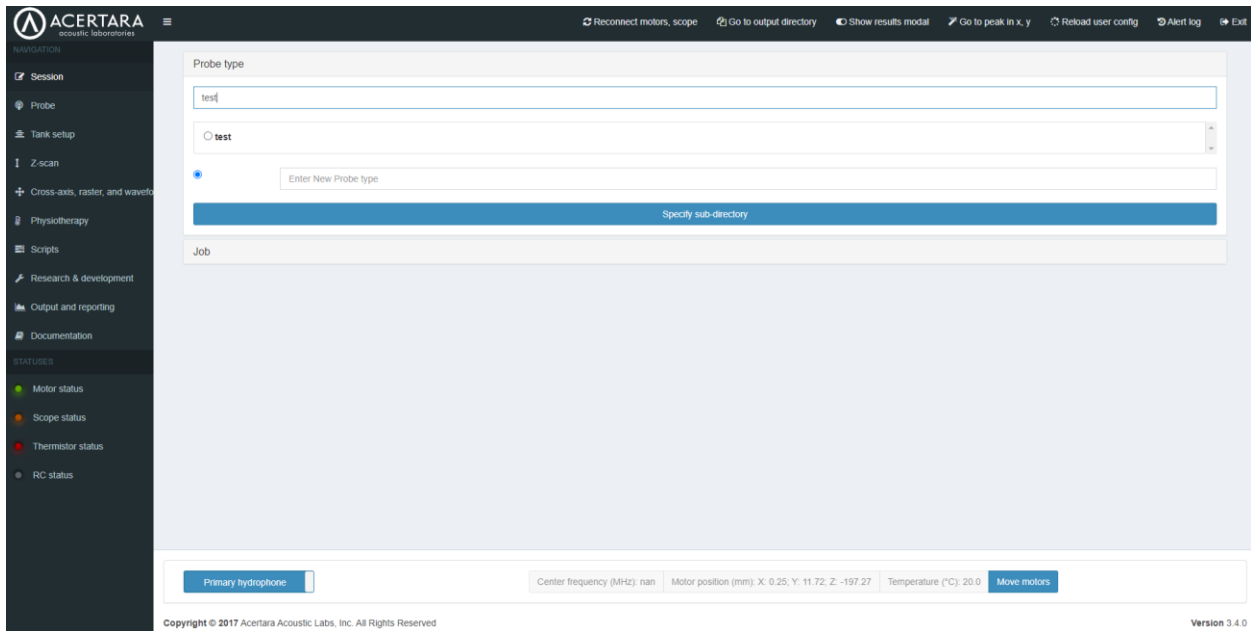 ACERTARA
acoustic laboratories
Reconnect motors, scope
Go to output directory
Show results modal
Go to peak in x, y
Reload user config
Alert log
Exit
NAVIGATION
Session
Probe
Tank setup
Z-scan
Cross-axis, raster, and wavefo
Physiotherapy
Scripts
Research & development
Output and reporting
Documentation
STATUSES
Motor status
Scope status
Thermistor status
RC status
Probe type
test
test
Enter New Probe type
Specify sub-directory
Job
Primary hydrophone
Center frequency (MHz): nan
Motor position (mm): X: 0.25; Y: 11.72; Z: -197.27
Temperature (°C): 20.0
Move motors
Copyright © 2017 Acertara Acoustic Labs, Inc. All Rights Reserved
Version 3.4.0